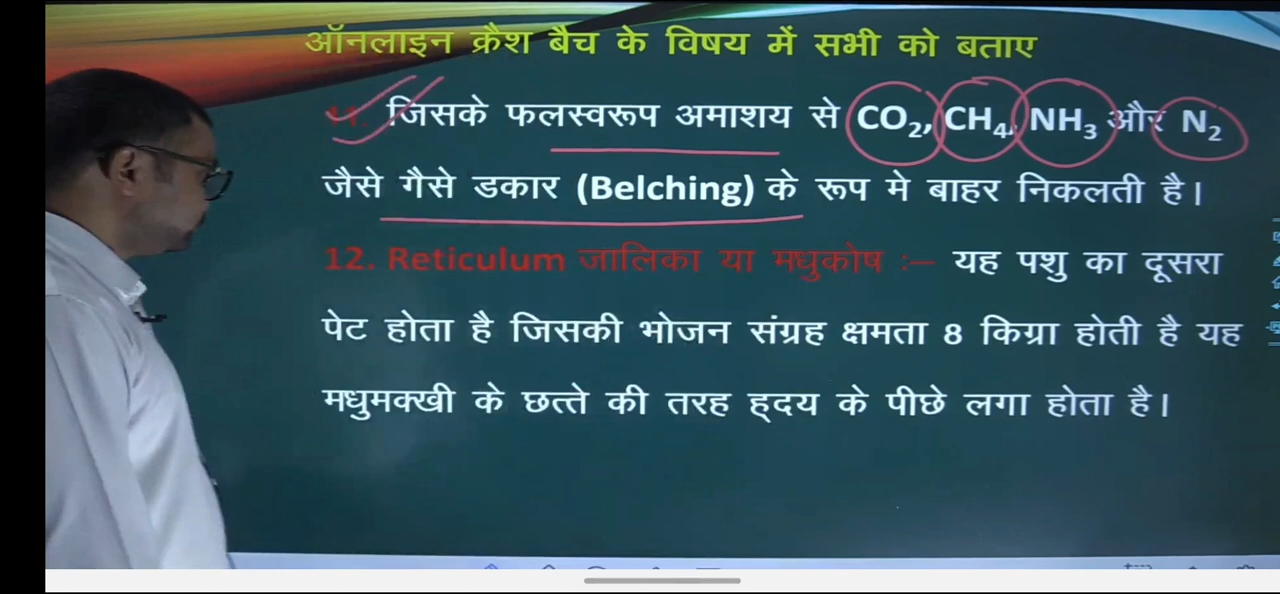 ऑनलाइन क्रैश बैच के विषय में सभी को बताए
11. जिसके फलस्वरूप अमाशय से CO₂, CH₄, NH₃ और N₂
जैसे गैसे डकार (Belching) के रूप मे बाहर निकलती है।
12. Reticulum जालिका या मधुकोष :– यह पशु का दूसरा
पेट होता है जिसकी भोजन संग्रह क्षमता 8 किग्रा होती है यह
मधुमक्खी के छत्ते की तरह ह्दय के पीछे लगा होता है।